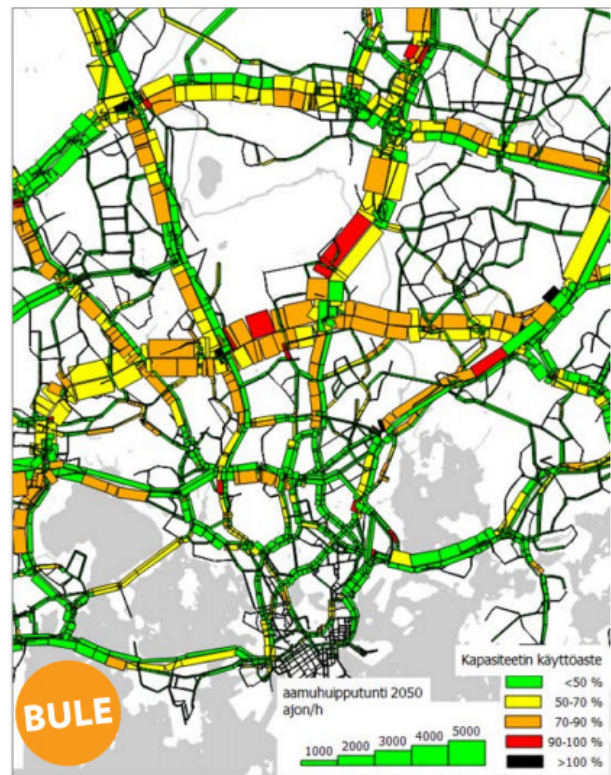 BULE
aamuhuipputunti 2050
ajon/h
1000 2000 3000 4000 5000
Kapasiteetin käyttöaste
<50 %
50-70 %
70-90 %
90-100 %
>100 %